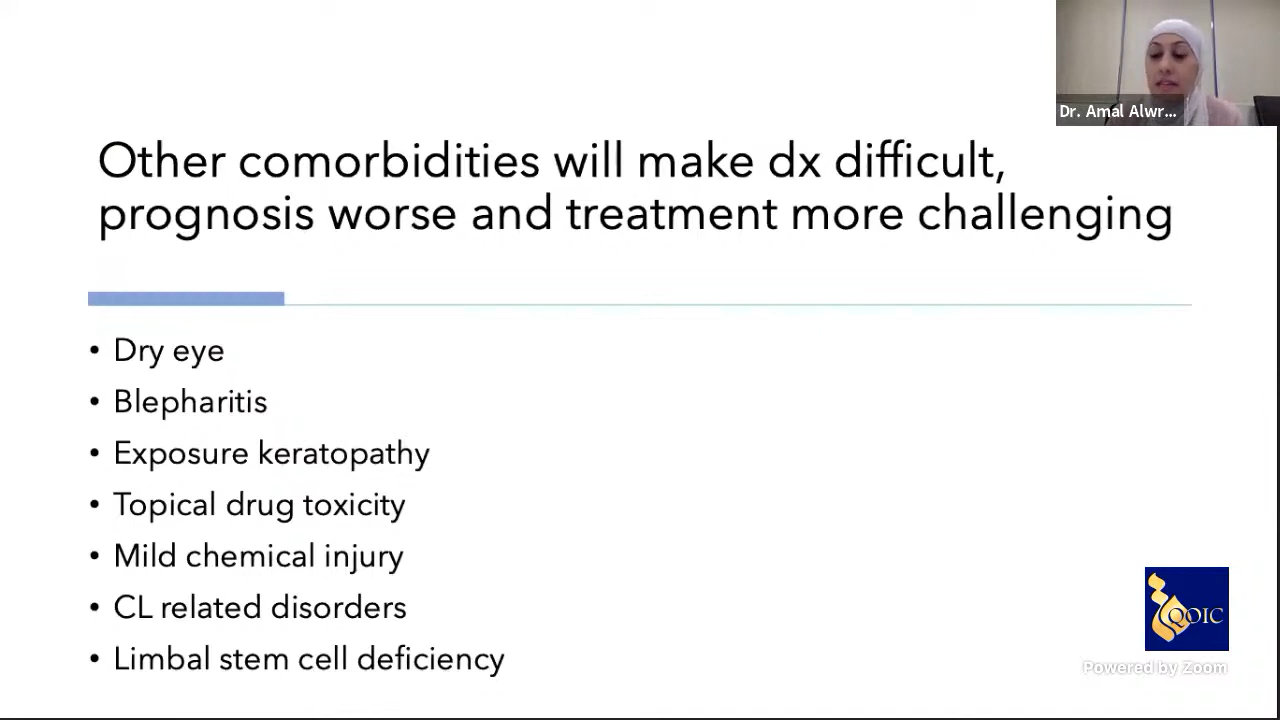 Dr. Amal Alwr...
Other comorbidities will make dx difficult,
prognosis worse and treatment more challenging
• Dry eye
• Blepharitis
• Exposure keratopathy
• Topical drug toxicity
• Mild chemical injury
• CL related disorders
• Limbal stem cell deficiency
QOIC
Powered by Zoom